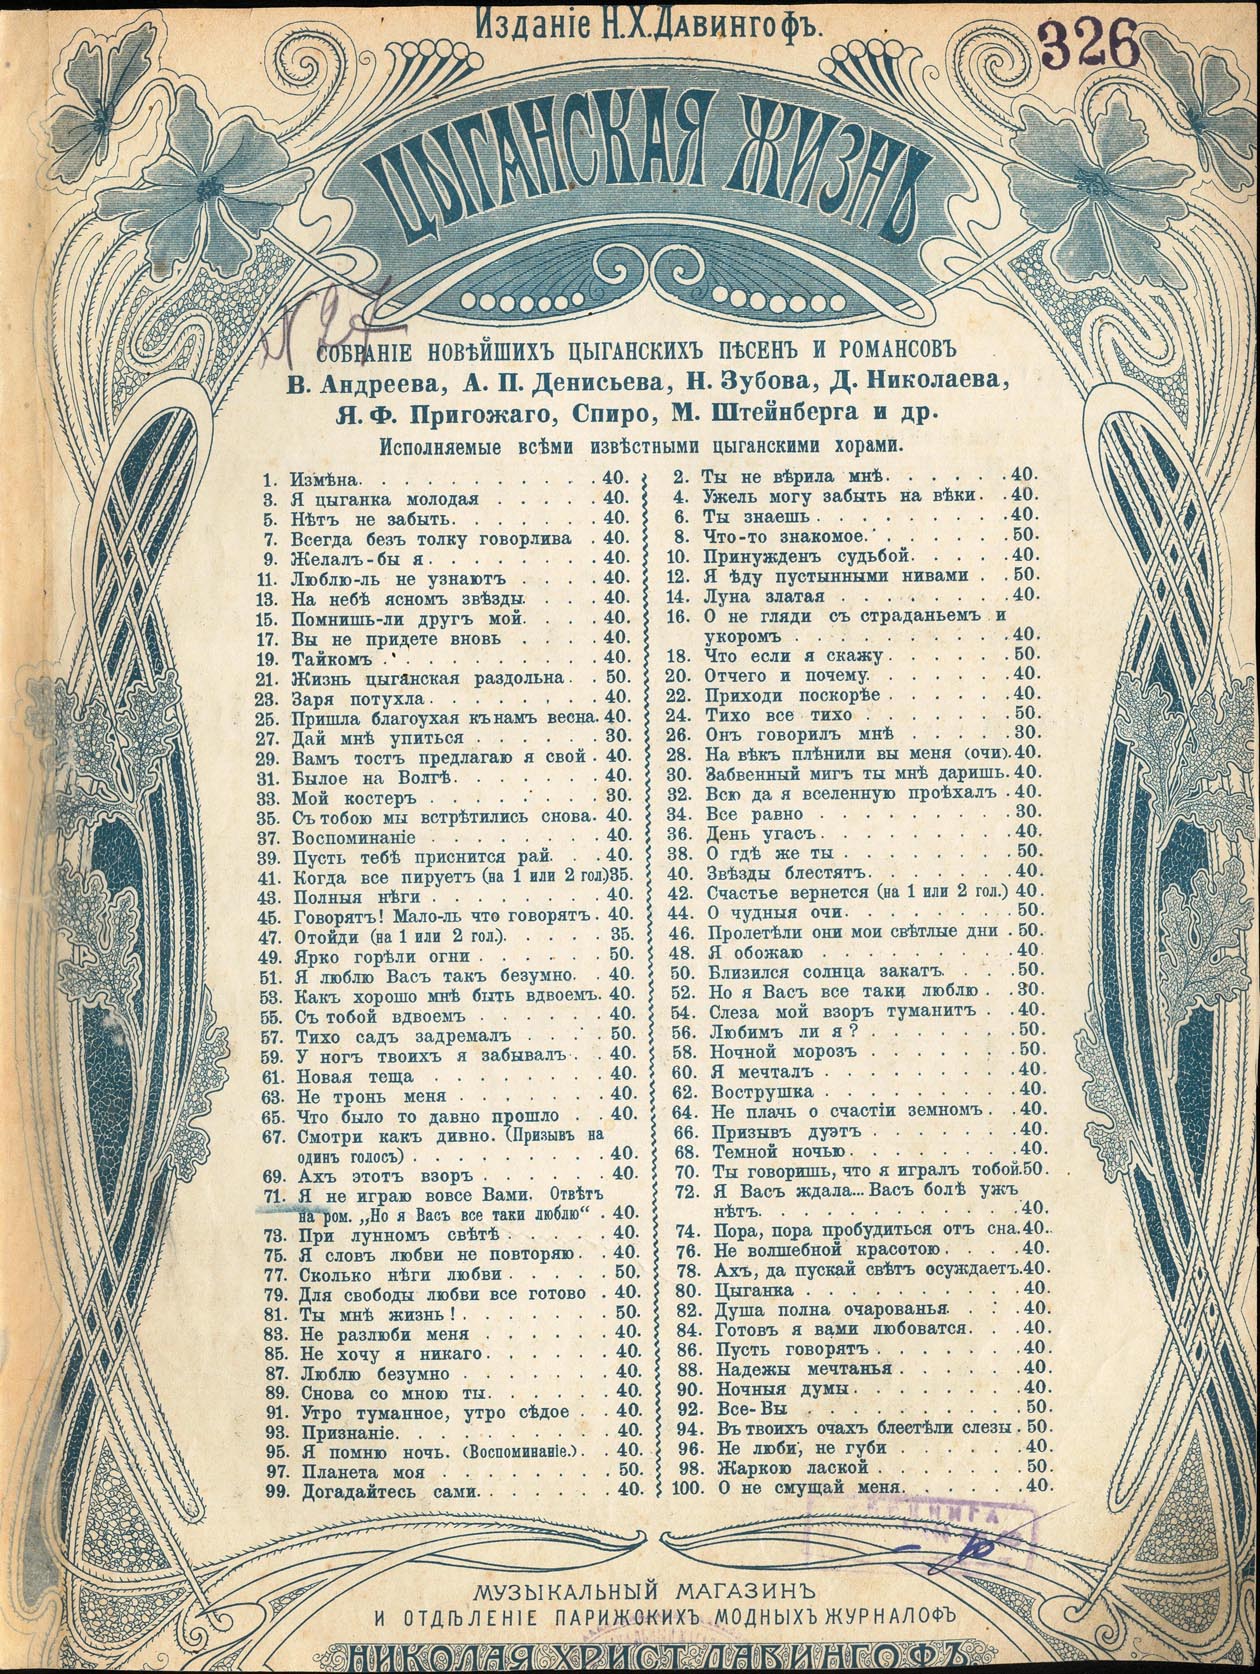 Изданіе Н.Х.Давингофъ.
326
ЦЫГАНСКАЯ ЖИЗНЬ
N 27
СОБРАНІЕ НОВѢЙШИХЪ ЦЫГАНСКИХЪ ПѢСЕНЪ И РОМАНСОВЪ
В. Андреева, А. П. Денисьева, Н. Зубова, Д. Николаева,
Я. Ф. Пригожаго, Спиро, М. Штейнберга и др.
Исполняемые всѣми извѣстными цыганскими хорами.
1. Измѣна. 40.
3. Я цыганка молодая 40.
5. Нѣтъ не забыть. 40.
7. Всегда безъ толку говорлива 40.
9. Желалъ-бы я 40.
11. Люблю-ль не узнаютъ 40.
13. На небѣ ясномъ звѣзды. 40.
15. Помнишь-ли другъ мой. 40.
17. Вы не придете вновь 40.
19. Тайкомъ 40.
21. Жизнь цыганская раздольна. 50.
23. Заря потухла 40.
25. Пришла благоухая къ намъ весна. 40.
27. Дай мнѣ упиться 30.
29. Вамъ тостъ предлагаю я свой 40.
31. Былое на Волгѣ. 40.
33. Мой костеръ 30.
35. Съ тобою мы встрѣтились снова. 40.
37. Воспоминаніе 40.
39. Пусть тебѣ приснится рай. 40.
41. Когда все пируетъ (на 1 или 2 гол) 35.
43. Полныя нѣги 40.
45. Говорятъ! Мало-ль что говорятъ. 40.
47. Отойди (на 1 или 2 гол.) 35.
49. Ярко горѣли огни 50.
51. Я люблю Васъ такъ безумно. 40.
53. Какъ хорошо мнѣ быть вдвоемъ. 40.
55. Съ тобой вдвоемъ 40.
57. Тихо садъ задремалъ 50.
59. У ногъ твоихъ я забывалъ 40.
61. Новая теща 40.
63. Не тронь меня 40.
65. Что было то давно прошло 40.
67. Смотри какъ дивно. (Призывъ на
одинъ голосъ) 40.
69. Ахъ этотъ взоръ 40.
71. Я не играю вовсе Вами. Отвѣтъ
на ром. „Но я Васъ все таки люблю“ 40.
73. При лунномъ свѣтѣ 40.
75. Я словъ любви не повторяю. 40.
77. Сколько нѣги любви 50.
79. Для свободы любви все готово 40.
81. Ты мнѣ жизнь! 50.
83. Не разлюби меня 40.
85. Не хочу я никаго 40.
87. Люблю безумно 40.
89. Снова со мною ты. 40.
91. Утро туманное, утро сѣдое 40.
93. Признаніе. 40.
95. Я помню ночь. (Воспоминаніе.) 40.
97. Планета моя 50.
99. Догадайтесь сами. 40.
2. Ты не вѣрила мнѣ. 40.
4. Ужель могу забыть на вѣки. 40.
6. Ты знаешь 40.
8. Что-то знакомое. 50.
10. Принужденъ судьбой. 40.
12. Я ѣду пустынными нивами 50.
14. Луна златая 40.
16. О не гляди съ страданьемъ и
укоромъ 40.
18. Что если я скажу. 50.
20. Отчего и почему. 40.
22. Приходи поскорѣе 40.
24. Тихо все тихо 50.
26. Онъ говорилъ мнѣ 30.
28. На вѣкъ плѣнили вы меня (очи). 40.
30. Забвенный мигъ ты мнѣ даришь. 40.
32. Всю да я вселенную проѣхалъ 40.
34. Все равно 30.
36. День угасъ. 40.
38. О гдѣ же ты 50.
40. Звѣзды блестятъ. 40.
42. Счастье вернется (на 1 или 2 гол.) 40.
44. О чудныя очи. 50.
46. Пролетѣли они мои свѣтлые дни 50.
48. Я обожаю 40.
50. Близился солнца закатъ. 50.
52. Но я Васъ все таки люблю 30.
54. Слеза мой взоръ туманитъ 40.
56. Любимъ ли я? 50.
58. Ночной морозъ 50.
60. Я мечталъ 40.
62. Вострушка 40.
64. Не плачь о счастіи земномъ. 40.
66. Призывъ дуэтъ 40.
68. Темной ночью. 40.
70. Ты говоришь, что я игралъ тобой. 50.
72. Я Васъ ждала... Васъ болѣ ужъ
нѣтъ. 40.
74. Пора, пора пробудиться отъ сна. 40.
76. Не волшебной красотою. 40.
78. Ахъ, да пускай свѣтъ осуждаетъ. 40.
80. Цыганка 40.
82. Душа полна очарованья. 40.
84. Готовъ я вами любоватся. 40.
86. Пусть говорятъ 40.
88. Надежы мечтанья 40.
90. Ночныя думы. 40.
92. Все-Вы 50.
94. Въ твоихъ очахъ блестѣли слезы. 50.
96. Не люби, не губи 40.
98. Жаркою лаской 50.
100. О не смущай меня. 40.
КНИГА
МУЗЫКАЛЬНЫЙ МАГАЗИНЪ
И ОТДѢЛЕНІЕ ПАРИЖСКИХЪ МОДНЫХЪ ЖУРНАЛОФЪ
НИКОЛАЯ ХРИСТ. ДАВИНГОФЪ